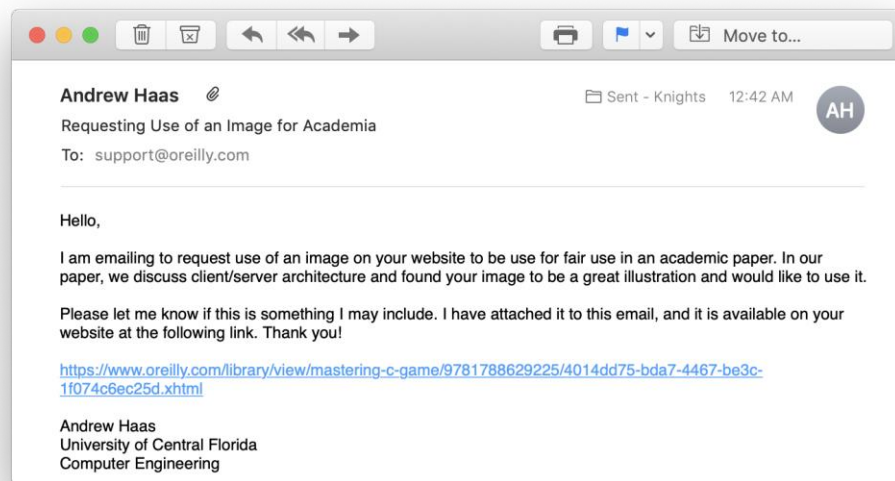 Move to...
Andrew Haas
Sent - Knights 12:42 AM
AH
Requesting Use of an Image for Academia
To: support@oreilly.com
Hello,
I am emailing to request use of an image on your website to be use for fair use in an academic paper. In our
paper, we discuss client/server architecture and found your image to be a great illustration and would like to use it.
Please let me know if this is something I may include. I have attached it to this email, and it is available on your
website at the following link. Thank you!
https://www.oreilly.com/library/view/mastering-c-game/9781788629225/4014dd75-bda7-4467-be3c-
1f074c6ec25d.xhtml
Andrew Haas
University of Central Florida
Computer Engineering